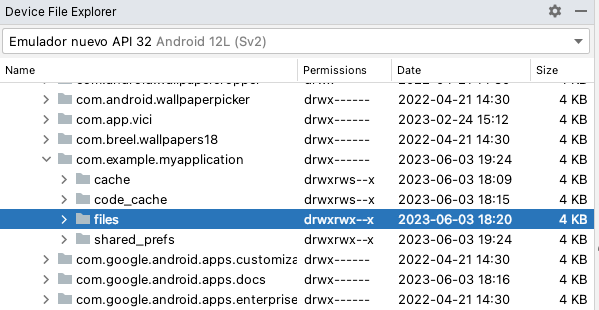 Device File Explorer
Emulador nuevo API 32 Android 12L (Sv2)
Name Permissions Date Size
com.android.wallpaperpicker drwx------ 2022-04-21 14:30 4 KB
com.app.vici drwx------ 2023-02-24 15:12 4 KB
com.breel.wallpapers18 drwx------ 2022-04-21 14:30 4 KB
com.example.myapplication drwx------ 2023-06-03 19:24 4 KB
cache drwxrws--x 2023-06-03 18:09 4 KB
code_cache drwxrws--x 2023-06-03 18:15 4 KB
files drwxrwx--x 2023-06-03 18:20 4 KB
shared_prefs drwxrwx--x 2023-06-03 19:24 4 KB
com.google.android.apps.customiza drwx------ 2022-04-21 14:30 4 KB
com.google.android.apps.docs drwx------ 2023-06-03 18:16 4 KB
com.google.android.apps.enterprise drwx------ 2022-04-21 14:30 4 KB